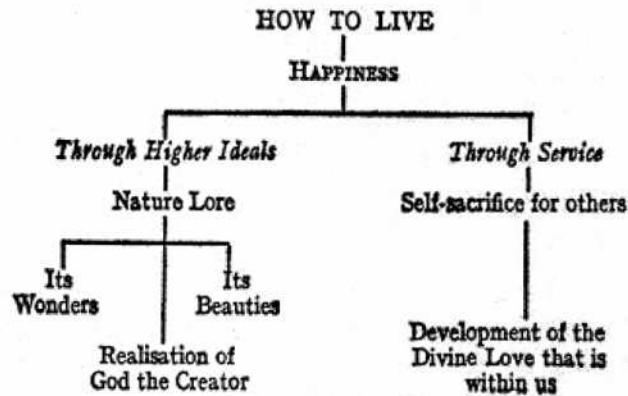 HOW TO LIVE
HAPPINESS
Through Higher Ideals
Through Service
Nature Lore
Self-sacrifice for others
Its
Wonders
Its
Beauties
Realisation of
God the Creator
Development of the
Divine Love that is
within us